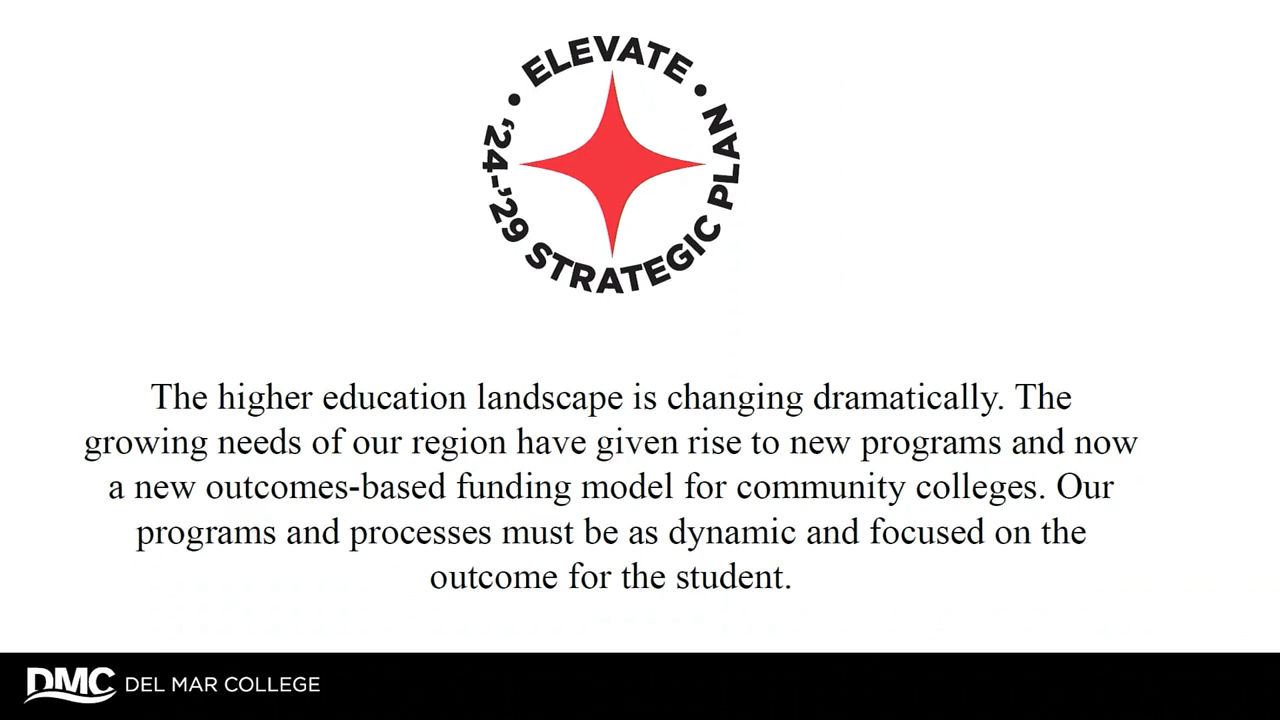 • ELEVATE •
'24-'29 STRATEGIC PLAN
The higher education landscape is changing dramatically. The
growing needs of our region have given rise to new programs and now
a new outcomes-based funding model for community colleges. Our
programs and processes must be as dynamic and focused on the
outcome for the student.
DMC DEL MAR COLLEGE